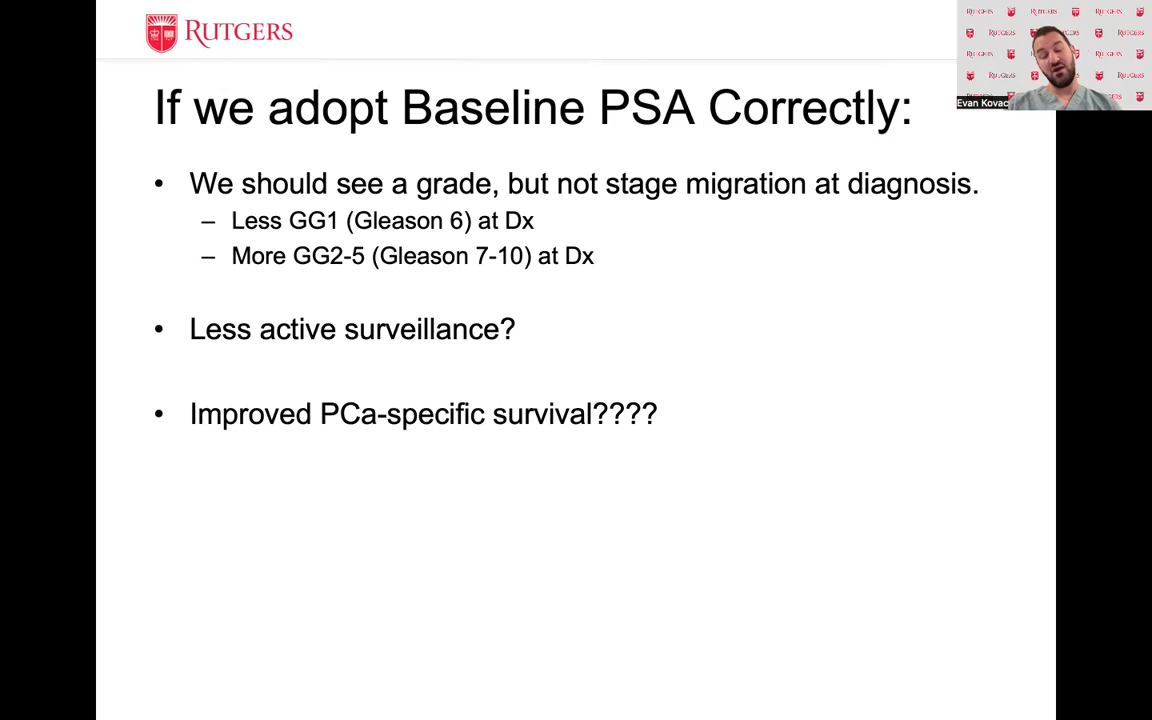 RUTGERS
If we adopt Baseline PSA Correctly:
• We should see a grade, but not stage migration at diagnosis.
– Less GG1 (Gleason 6) at Dx
– More GG2-5 (Gleason 7-10) at Dx
• Less active surveillance?
• Improved PCa-specific survival????
Evan Kovac